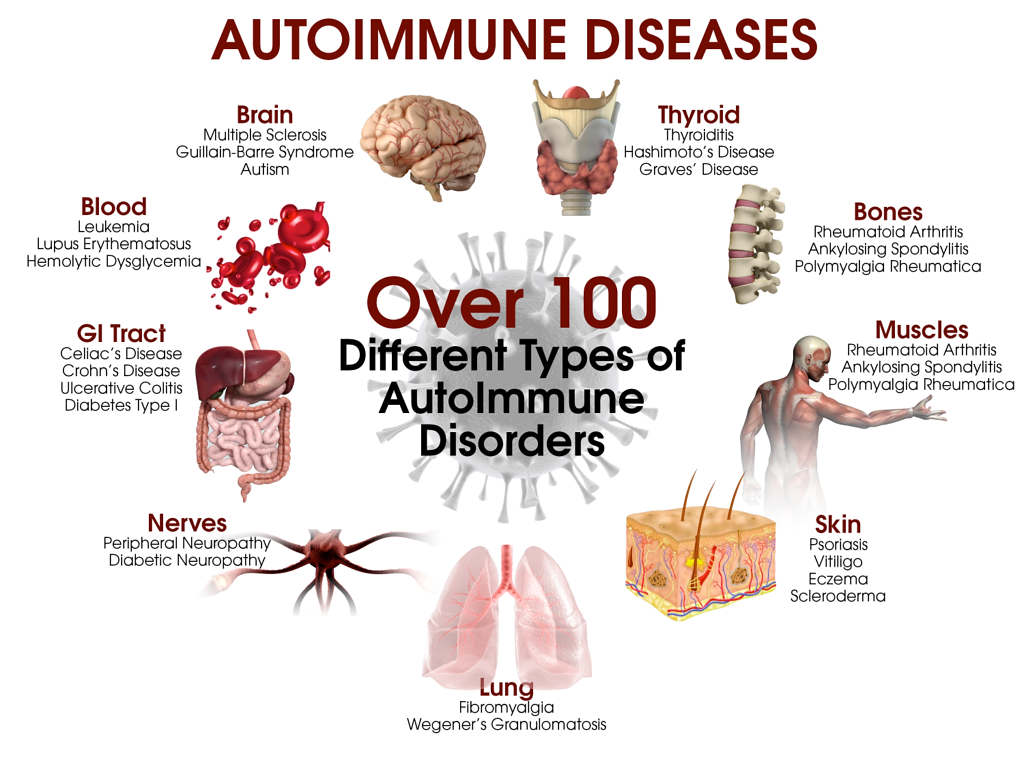 AUTOIMMUNE DISEASES
Brain
Multiple Sclerosis
Guillain-Barre Syndrome
Autism
Thyroid
Thyroiditis
Hashimoto's Disease
Graves' Disease
Blood
Leukemia
Lupus Erythematosus
Hemolytic Dysglycemia
Bones
Rheumatoid Arthritis
Ankylosing Spondylitis
Polymyalgia Rheumatica
Over 100
Different Types of
AutoImmune
Disorders
GI Tract
Celiac's Disease
Crohn's Disease
Ulcerative Colitis
Diabetes Type I
Muscles
Rheumatoid Arthritis
Ankylosing Spondylitis
Polymyalgia Rheumatica
Nerves
Peripheral Neuropathy
Diabetic Neuropathy
Skin
Psoriasis
Vitiligo
Eczema
Scleroderma
Lung
Fibromyalgia
Wegener's Granulomatosis